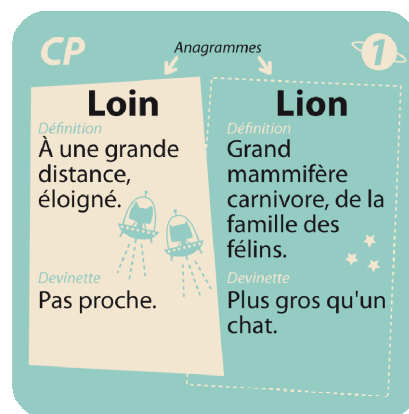 CP
Anagrammes
1
Loin
Définition
À une grande
distance,
éloigné.
Devinette
Pas proche.
Lion
Définition
Grand
mammifère
carnivore, de la
famille des
félins.
Devinette
Plus gros qu'un
chat.